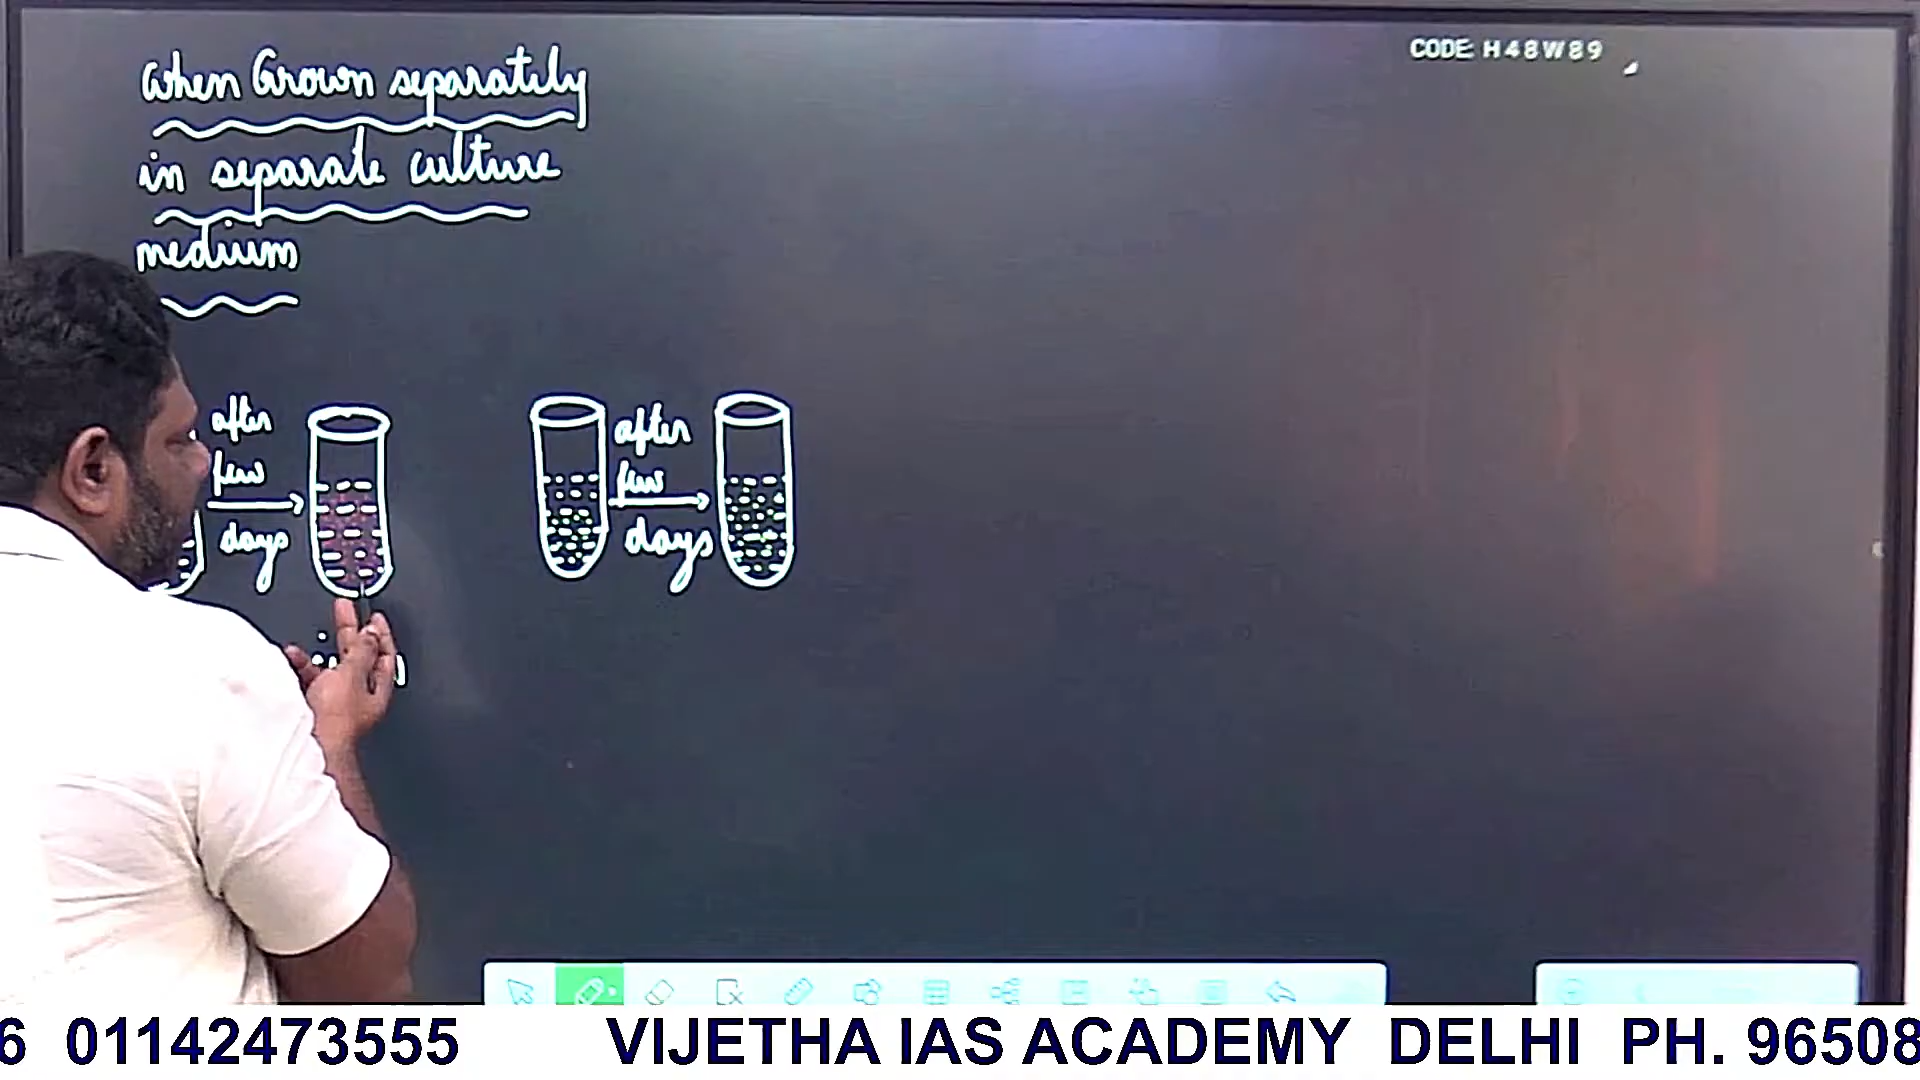 CODE: H48W89
When Grown separately
in separate culture
medium
after
few
days
after
few
days
6 01142473555 VIJETHA IAS ACADEMY DELHI PH. 96508